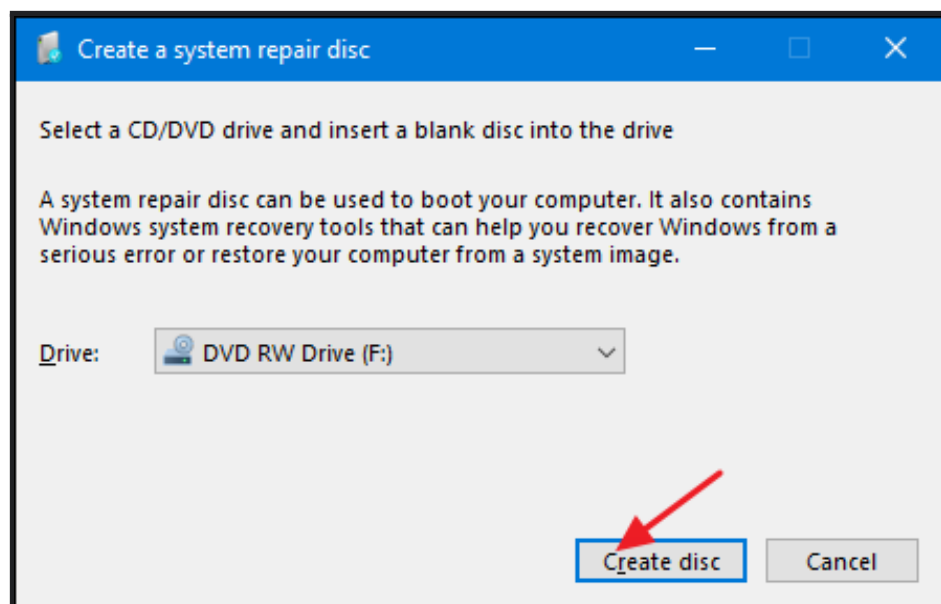 Create a system repair disc
Select a CD/DVD drive and insert a blank disc into the drive
A system repair disc can be used to boot your computer. It also contains
Windows system recovery tools that can help you recover Windows from a
serious error or restore your computer from a system image.
Drive: DVD RW Drive (F:)
Create disc Cancel